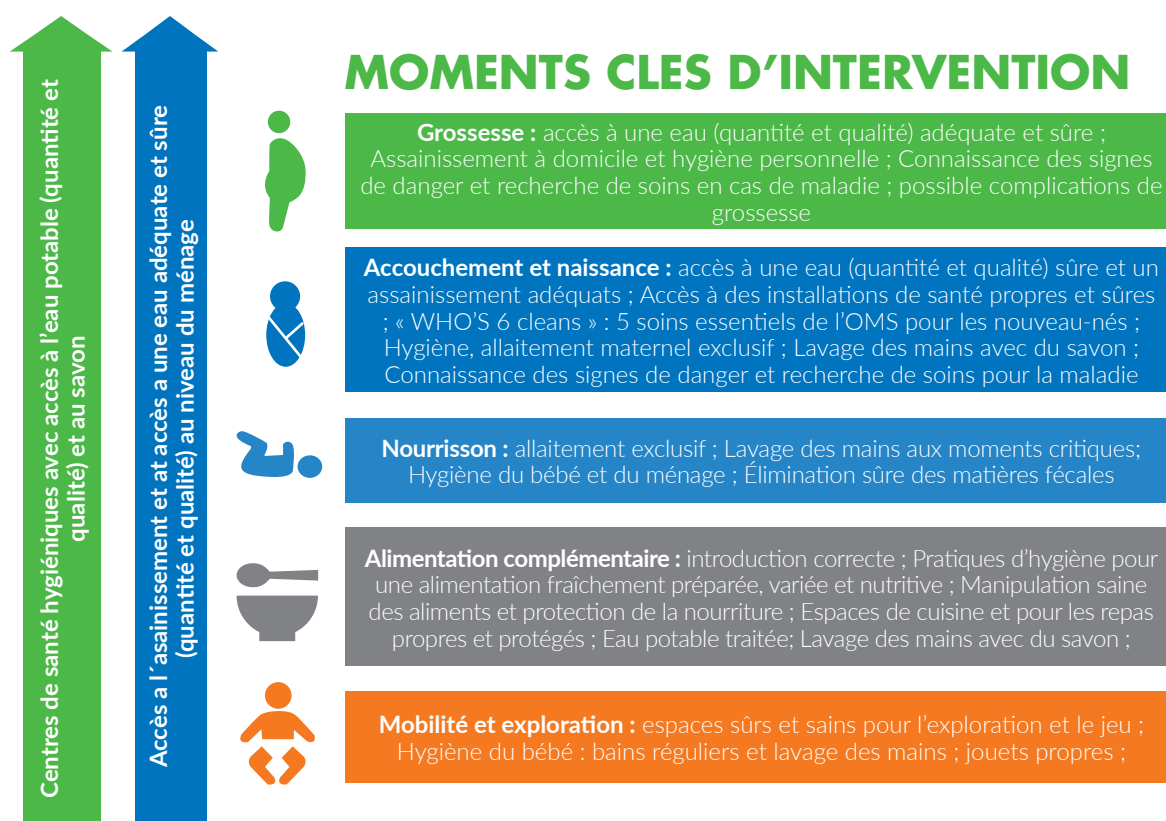 Centres de santé hygiéniques avec accès à l'eau potable (quantité et
qualité) et au savon
Accès a l´asainissement et at accès a une eau adéquate et sûre
(quantité et qualité) au niveau du ménage
MOMENTS CLES D'INTERVENTION
Grossesse : accès à une eau (quantité et qualité) adéquate et sûre ;
Assainissement à domicile et hygiène personnelle ; Connaissance des signes
de danger et recherche de soins en cas de maladie ; possible complications de
grossesse
Accouchement et naissance : accès à une eau (quantité et qualité) sûre et un
assainissement adéquats ; Accès à des installations de santé propres et sûres
; « WHO'S 6 cleans » : 5 soins essentiels de l'OMS pour les nouveau-nés ;
Hygiène, allaitement maternel exclusif ; Lavage des mains avec du savon ;
Connaissance des signes de danger et recherche de soins pour la maladie
Nourrisson : allaitement exclusif ; Lavage des mains aux moments critiques;
Hygiène du bébé et du ménage ; Élimination sûre des matières fécales
Alimentation complémentaire : introduction correcte ; Pratiques d'hygiène pour
une alimentation fraîchement préparée, variée et nutritive ; Manipulation saine
des aliments et protection de la nourriture ; Espaces de cuisine et pour les repas
propres et protégés ; Eau potable traitée; Lavage des mains avec du savon ;
Mobilité et exploration : espaces sûrs et sains pour l'exploration et le jeu ;
Hygiène du bébé : bains réguliers et lavage des mains ; jouets propres ;